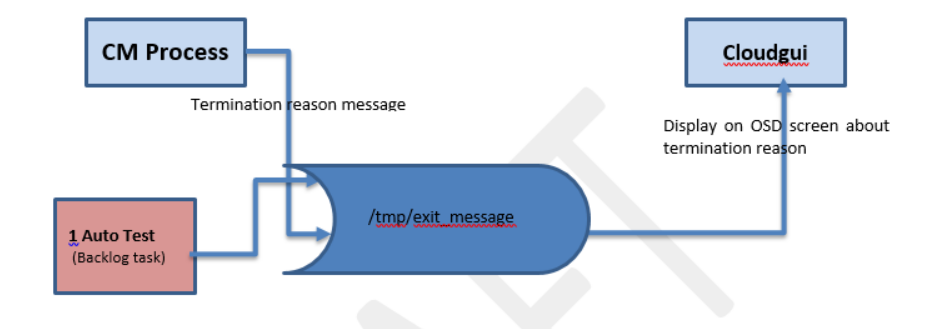 CM Process
Cloudgui
Termination reason message
Display on OSD screen about
termination reason
/tmp/exit_message
1 Auto Test
(Backlog task)